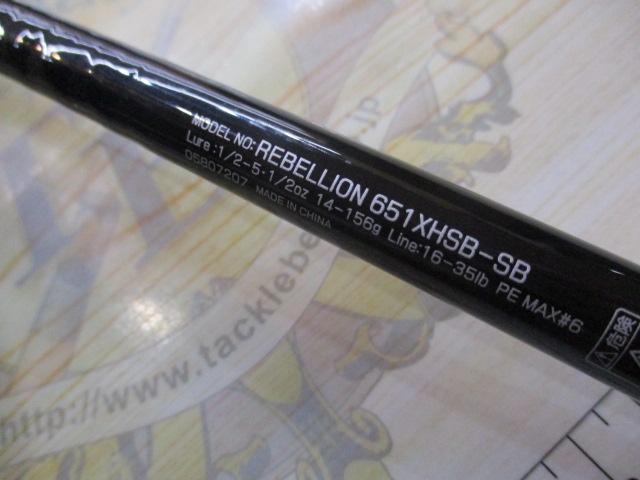 MODEL NO: REBELLION 651XHSB-SB
Lure :1/2-5･1/2oz 14-156g Line:16-35lb PE MAX#6
05807207 MADE IN CHINA
危険
http://www.tacklebe
.jp